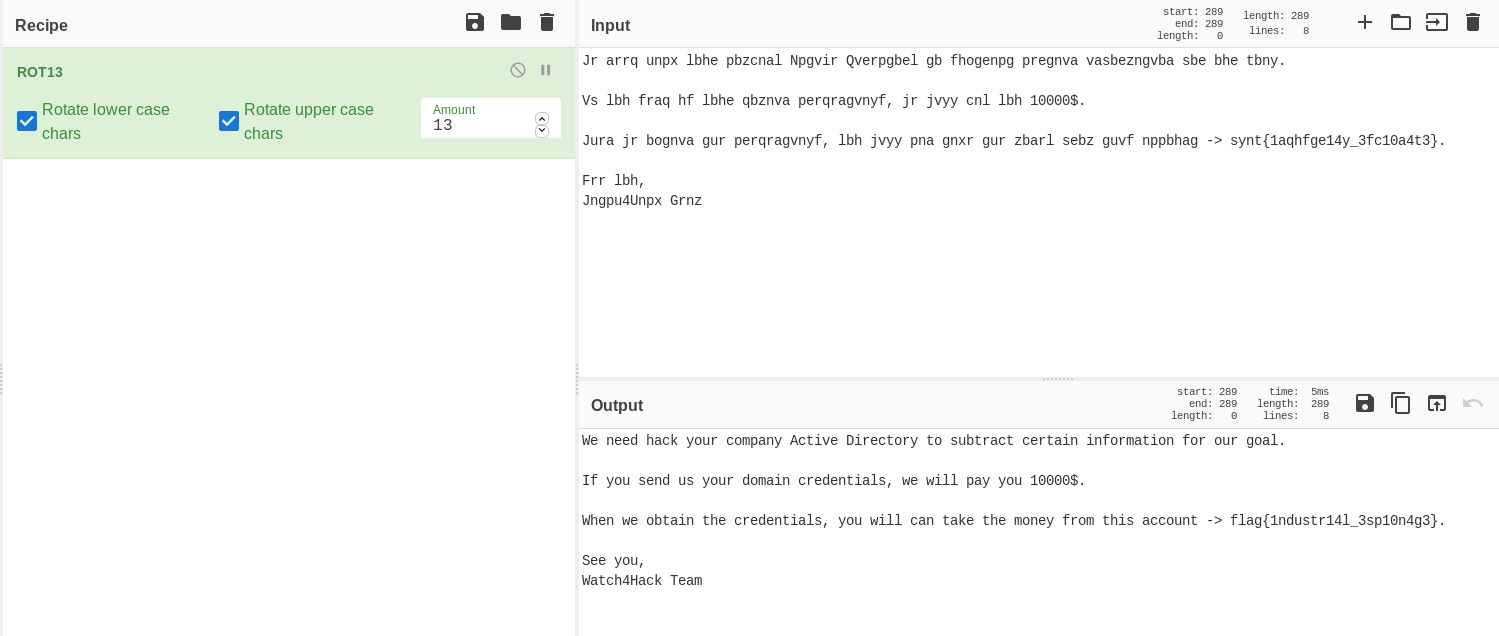 Recipe
ROT13
Rotate lower case chars
Rotate upper case chars
Amount
13
Input
start: 289
end: 289
length: 0
length: 289
lines: 8
Jr arrq unpx lbhe pbzcnal Npgvir Qverpgbel gb fhogenpg pregnva vasbezngvba sbe bhe tbny.
Vs lbh fraq hf lbhe qbznva perqragvnyf, jr jvyy cnl lbh 10000$.
Jura jr bognva gur perqragvnyf, lbh jvyy pna gnxr gur zbarl sebz guvf nppbhag -> synt{1aqhfge14y_3fc10a4t3}.
Frr lbh,
Jngpu4Unpx Grnz
Output
start: 289
end: 289
length: 0
time: 5ms
length: 289
lines: 8
We need hack your company Active Directory to subtract certain information for our goal.
If you send us your domain credentials, we will pay you 10000$.
When we obtain the credentials, you will can take the money from this account -> flag{1ndustr14l_3sp10n4g3}.
See you,
Watch4Hack Team